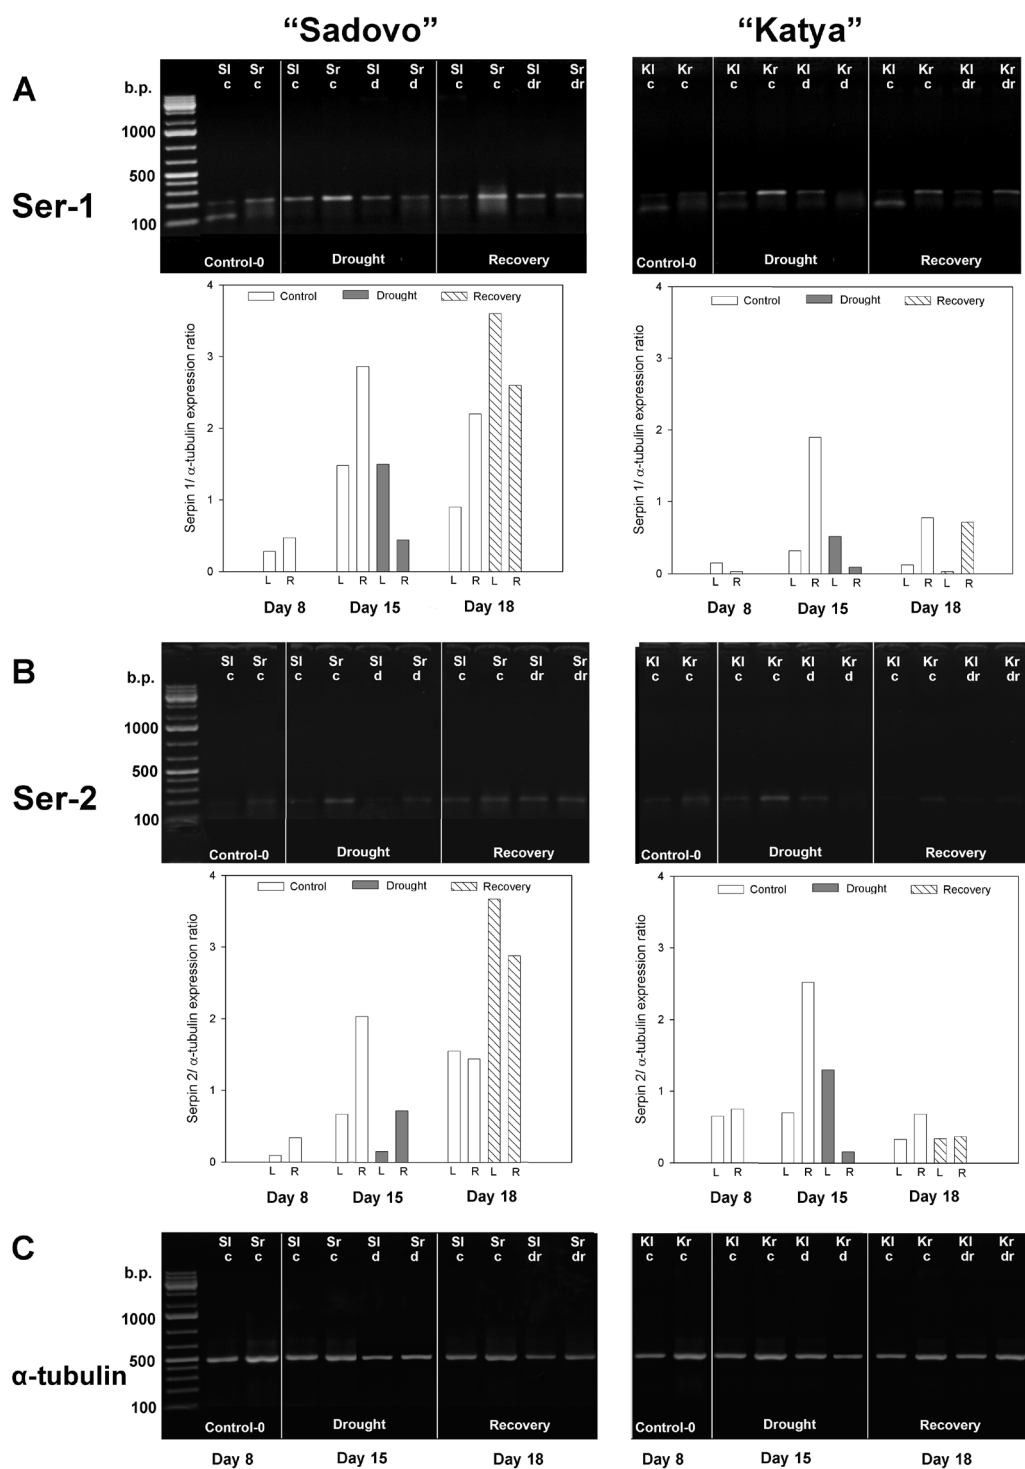 “Sadovo” “Katya”
A
b.p.
Sl Sr Sl Sr Sl Sr Sl Sr Sl Sr
c c c c d d c c dr dr
Kl Kr Kl Kr Kl Kr Kl Kr Kl Kr
c c c c d d c c dr dr
1000
500
100
Ser-1
Control-0 Drought Recovery
Control-0 Drought Recovery
Control Drought Recovery
Serpin 1/ α-tubulin expression ratio
4
3
2
1
0
L R L R L R L R L R
Day 8 Day 15 Day 18
Control Drought Recovery
Serpin 1/ α-tubulin expression ratio
4
3
2
1
0
L R L R L R L R L R
Day 8 Day 15 Day 18
B
b.p.
Sl Sr Sl Sr Sl Sr Sl Sr Sl Sr
c c c c d d c c dr dr
Kl Kr Kl Kr Kl Kr Kl Kr Kl Kr
c c c c d d c c dr dr
1000
500
100
Ser-2
Control-0 Drought Recovery
Control-0 Drought Recovery
Control Drought Recovery
Serpin 2/ α-tubulin expression ratio
4
3
2
1
0
L R L R L R L R L R
Day 8 Day 15 Day 18
Control Drought Recovery
Serpin 2/ α-tubulin expression ratio
4
3
2
1
0
L R L R L R L R L R
Day 8 Day 15 Day 18
C
b.p.
Sl Sr Sl Sr Sl Sr Sl Sr Sl Sr
c c c c d d c c dr dr
Kl Kr Kl Kr Kl Kr Kl Kr Kl Kr
c c c c d d c c dr dr
1000
500
100
α-tubulin
Control-0 Drought Recovery
Control-0 Drought Recovery
Day 8 Day 15 Day 18
Day 8 Day 15 Day 18